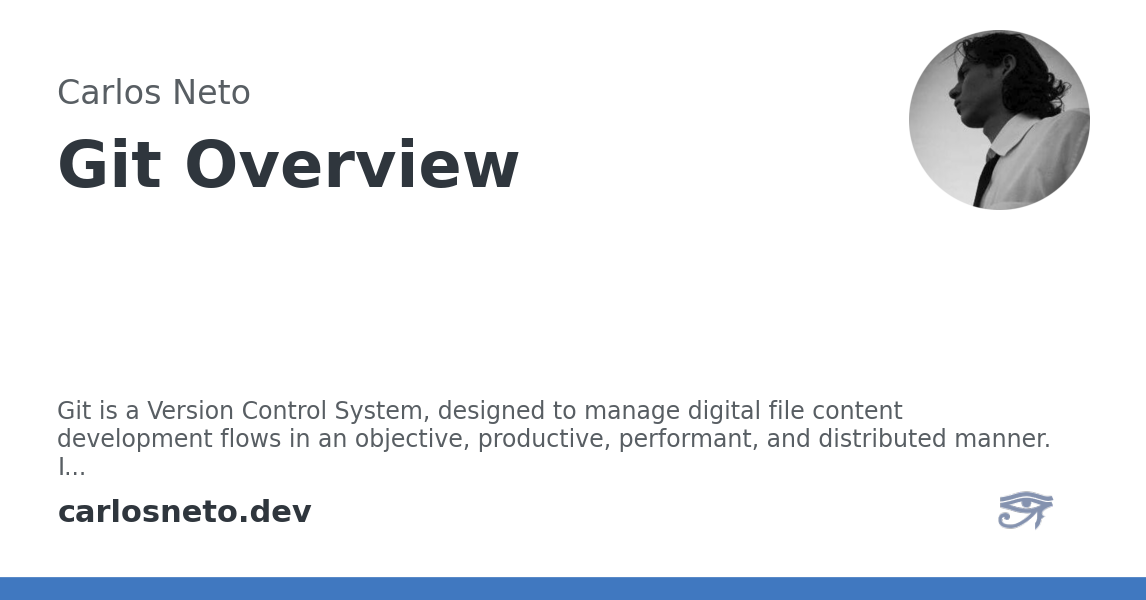 Carlos Neto
Git Overview
Git is a Version Control System, designed to manage digital file content
development flows in an objective, productive, performant, and distributed manner.
I...
carlosneto.dev